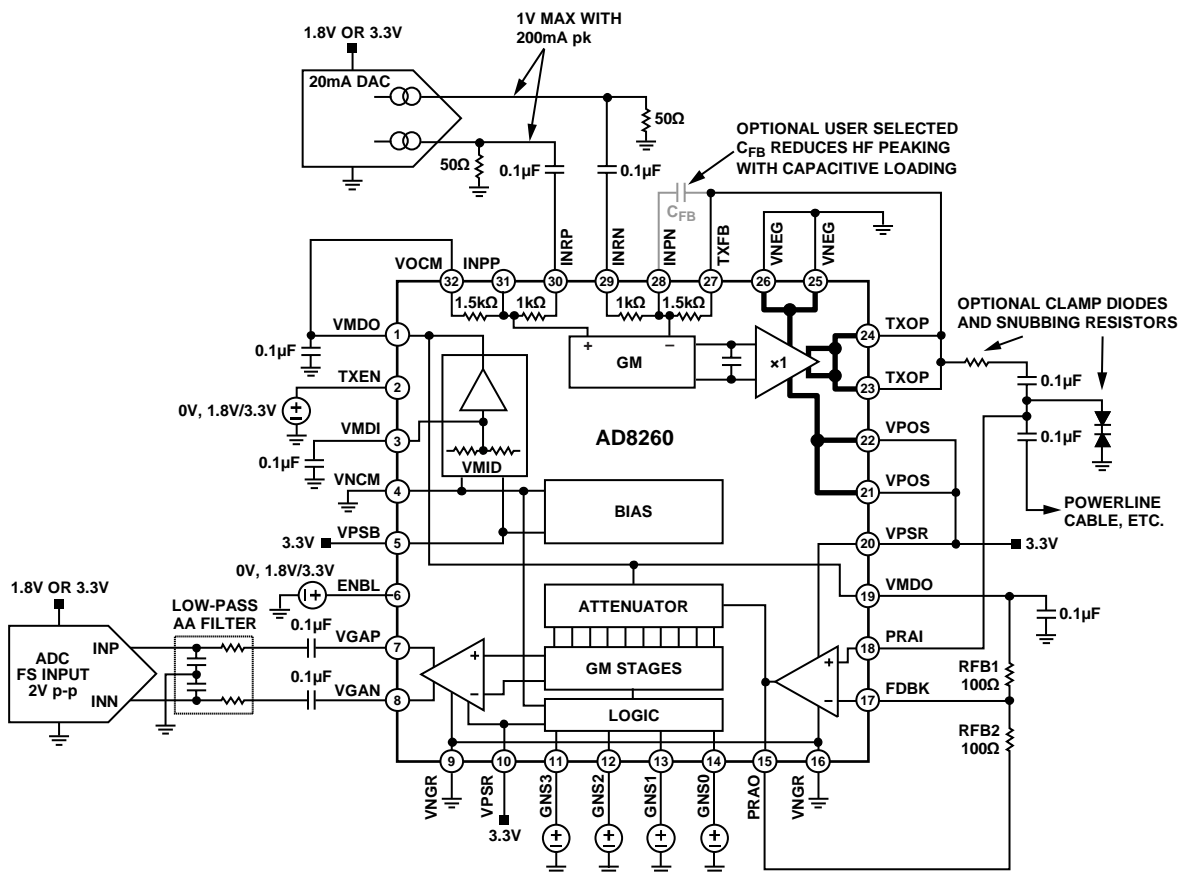 1V MAX WITH
200mA pk
1.8V OR 3.3V
20mA DAC
50Ω
50Ω
0.1µF
0.1µF
OPTIONAL USER SELECTED
CFB REDUCES HF PEAKING
WITH CAPACITIVE LOADING
CFB
VOCM
INPP
INRP
INRN
INPN
TXFB
VNEG
VNEG
32
31
30
29
28
27
26
25
1.5kΩ
1kΩ
1kΩ
1.5kΩ
OPTIONAL CLAMP DIODES
AND SNUBBING RESISTORS
VMDO
1
0.1µF
+
–
GM
×1
24
TXOP
TXEN
2
0V, 1.8V/3.3V
23
TXOP
0.1µF
VMDI
3
0.1µF
VMID
AD8260
22
VPOS
0.1µF
VNCM
4
BIAS
21
VPOS
POWERLINE
CABLE, ETC.
3.3V
VPSB
5
20
VPSR
3.3V
0V, 1.8V/3.3V
ENBL
6
ATTENUATOR
19
VMDO
0.1µF
1.8V OR 3.3V
LOW-PASS
AA FILTER
0.1µF
VGAP
7
+
–
GM STAGES
+
–
18
PRAI
RFB1
100Ω
INP
ADC
FS INPUT
2V p-p
INN
0.1µF
VGAN
8
LOGIC
17
FDBK
RFB2
100Ω
9
10
11
12
13
14
15
16
VNGR
VPSR
GNS3
GNS2
GNS1
GNS0
PRAO
VNGR
3.3V